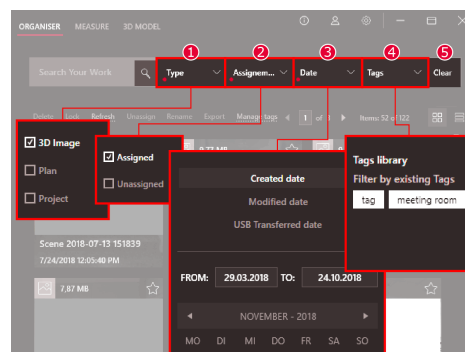 ORGANISER MEASURE 3D MODEL
1 2 3 4 5
Search Your Work Type Assignem... Date Tags Clear
Delete Lock Refresh Unassign Rename Export Manage tags 1 of 1 Items: 52 of 122
3D Image
Plan
Project
Assigned
Unassigned
9.73 MB
Created date
Modified date
USB Transferred date
FROM: 29.03.2018 TO: 24.10.2018
NOVEMBER - 2018
MO DI MI DO FR SA SO
Tags library
Filter by existing Tags
tag meeting room
Scene 2018-07-13 151839
7/24/2018 12:05:40 PM
7,87 MB